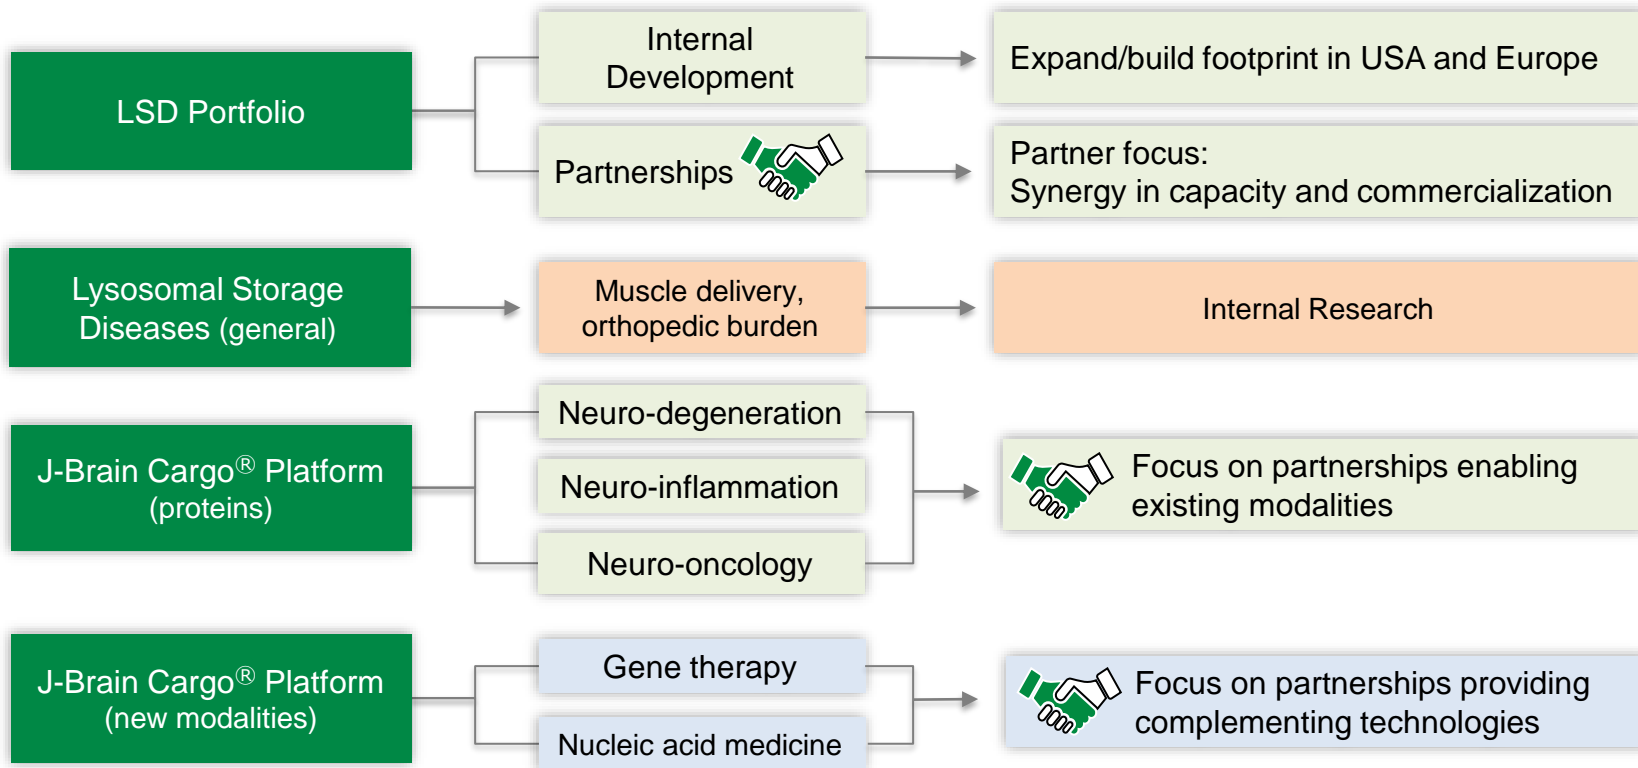 LSD Portfolio
Internal
Development
Expand/build footprint in USA and Europe
Partnerships
Partner focus:
Synergy in capacity and commercialization
Lysosomal Storage
Diseases (general)
Muscle delivery,
orthopedic burden
Internal Research
J-Brain Cargo® Platform
(proteins)
Neuro-degeneration
Neuro-inflammation
Neuro-oncology
Focus on partnerships enabling
existing modalities
J-Brain Cargo® Platform
(new modalities)
Gene therapy
Nucleic acid medicine
Focus on partnerships providing
complementing technologies